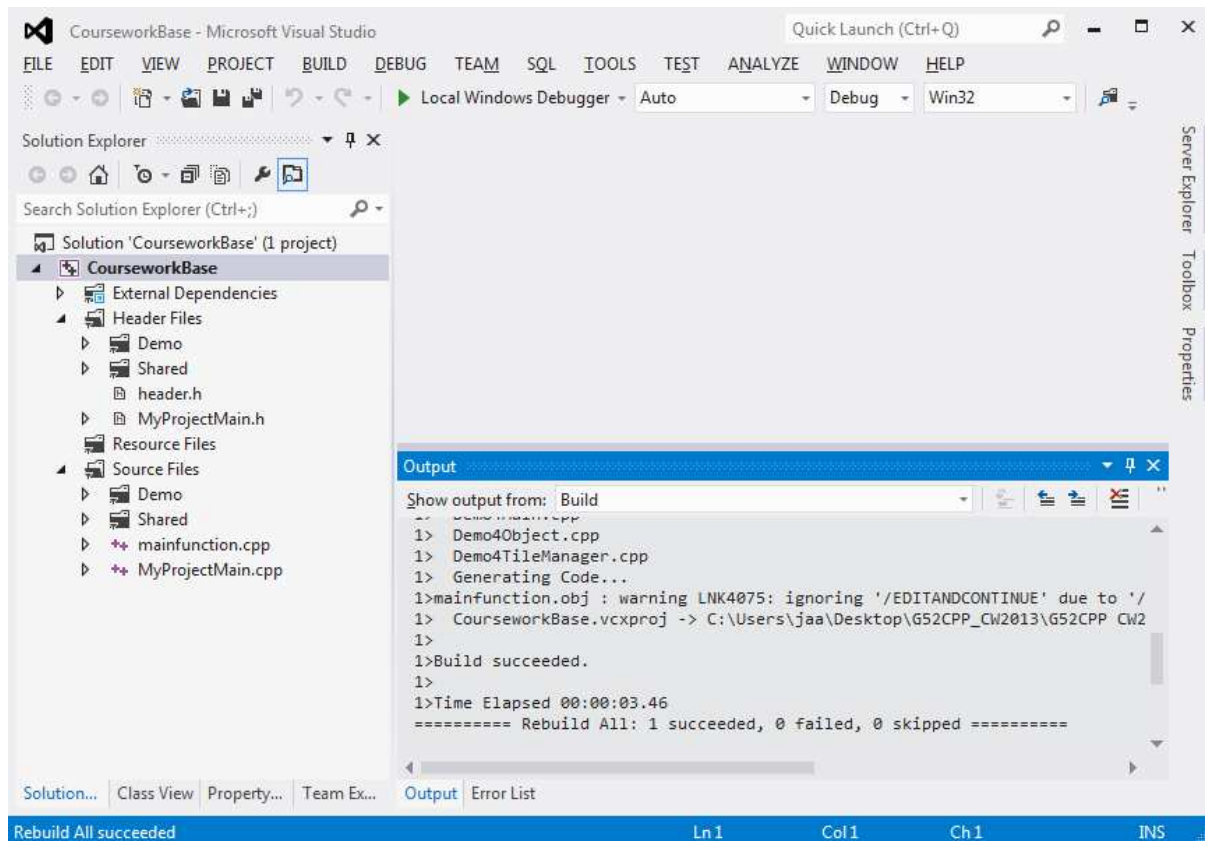 CourseworkBase - Microsoft Visual Studio
Quick Launch (Ctrl+Q)
FILE EDIT VIEW PROJECT BUILD DEBUG TEAM SQL TOOLS TEST ANALYZE WINDOW HELP
Local Windows Debugger Auto Debug Win32
Solution Explorer
Search Solution Explorer (Ctrl+;)
Solution 'CourseworkBase' (1 project)
CourseworkBase
External Dependencies
Header Files
Demo
Shared
header.h
MyProjectMain.h
Resource Files
Source Files
Demo
Shared
mainfunction.cpp
MyProjectMain.cpp
Solution... Class View Property... Team Ex...
Output
Show output from: Build
1> Demo4Main.cpp
1> Demo4Object.cpp
1> Demo4TileManager.cpp
1> Generating Code...
1>mainfunction.obj : warning LNK4075: ignoring '/EDITANDCONTINUE' due to '/
1> CourseworkBase.vcxproj -> C:\Users\jaa\Desktop\G52CPP_CW2013\G52CPP CW2
1>
1>Build succeeded.
1>
1>Time Elapsed 00:00:03.46
========== Rebuild All: 1 succeeded, 0 failed, 0 skipped ==========
Output Error List
Server Explorer
Toolbox
Properties
Rebuild All succeeded Ln 1 Col 1 Ch 1 INS